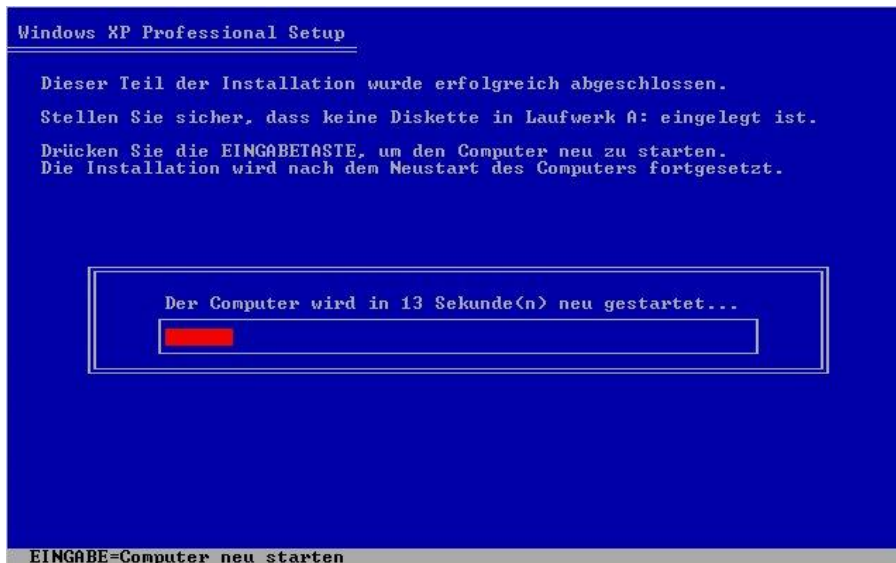 Windows XP Professional Setup
Dieser Teil der Installation wurde erfolgreich abgeschlossen.
Stellen Sie sicher, dass keine Diskette in Laufwerk A: eingelegt ist.
Drücken Sie die EINGABETASTE, um den Computer neu zu starten.
Die Installation wird nach dem Neustart des Computers fortgesetzt.
Der Computer wird in 13 Sekunde(n) neu gestartet...
EINGABE=Computer neu starten